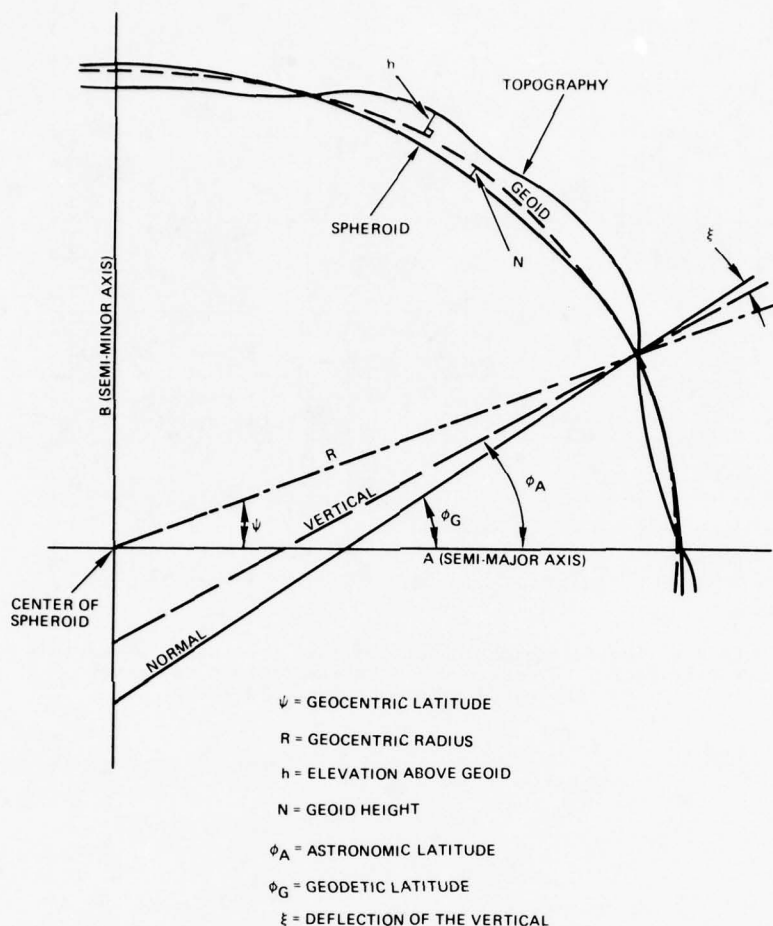 h
TOPOGRAPHY
GEOID
SPHEROID
N
ξ
B (SEMI-MINOR AXIS)
R
VERTICAL
ϕA
ψ
ϕG
A (SEMI-MAJOR AXIS)
CENTER OF
SPHEROID
NORMAL
ψ = GEOCENTRIC LATITUDE
R = GEOCENTRIC RADIUS
h = ELEVATION ABOVE GEOID
N = GEOID HEIGHT
ϕA = ASTRONOMIC LATITUDE
ϕG = GEODETIC LATITUDE
ξ = DEFLECTION OF THE VERTICAL